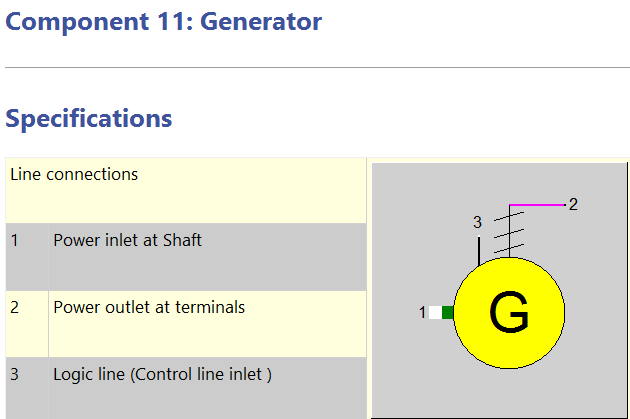 Component 11: Generator
Specifications
Line connections
1 Power inlet at Shaft
2 Power outlet at terminals
3 Logic line (Control line inlet )
2
3
1
G